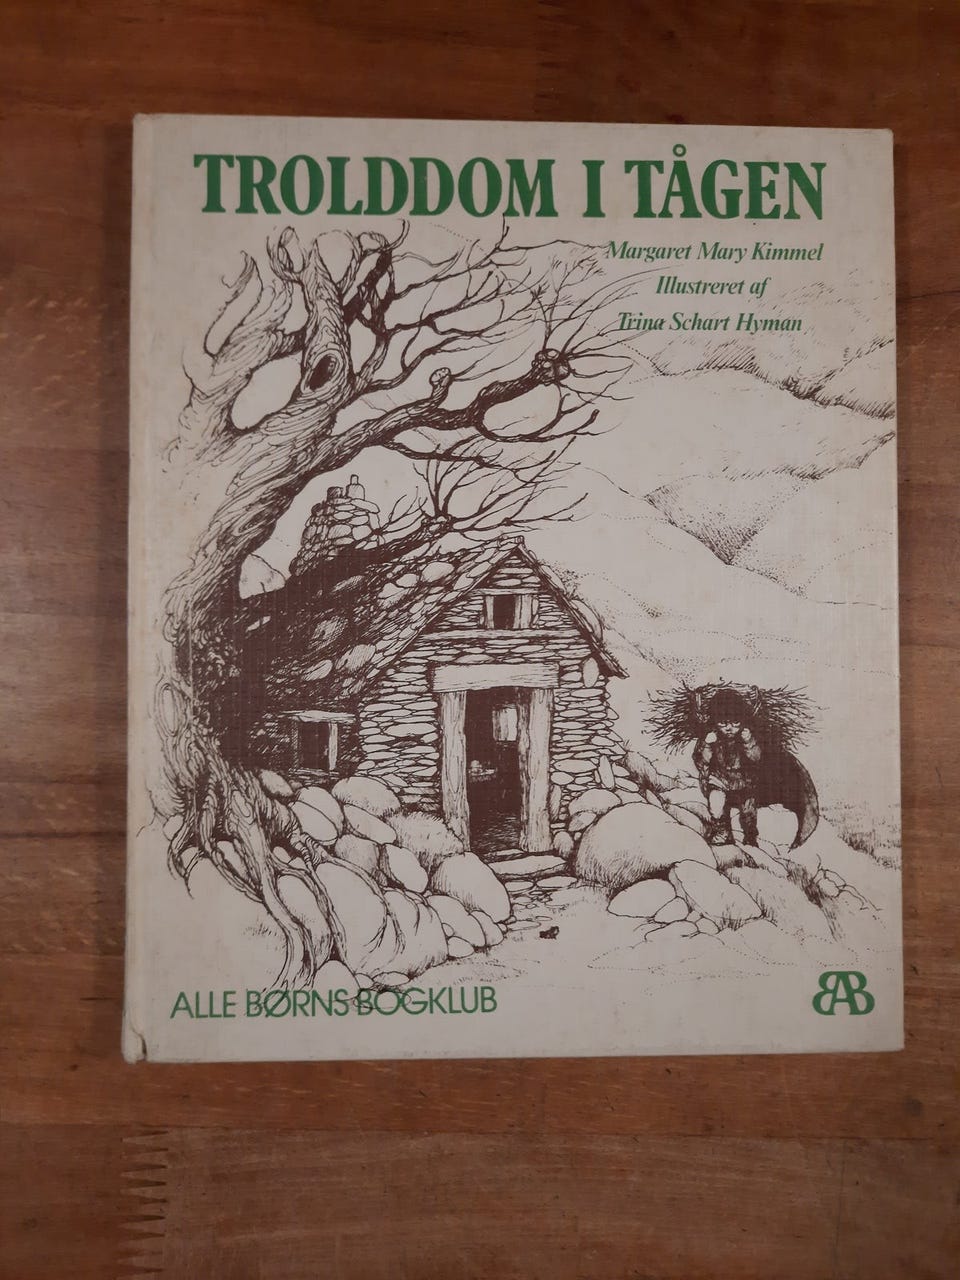 TROLDDOM I TÅGEN
Margaret Mary Kimmel
Illustreret af
Trina Schart Hyman
ALLE BØRNS BOGKLUB
BAB